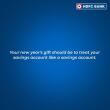 HDFC BANK
Your new year's gift should be to treat your
savings account like a savings account.